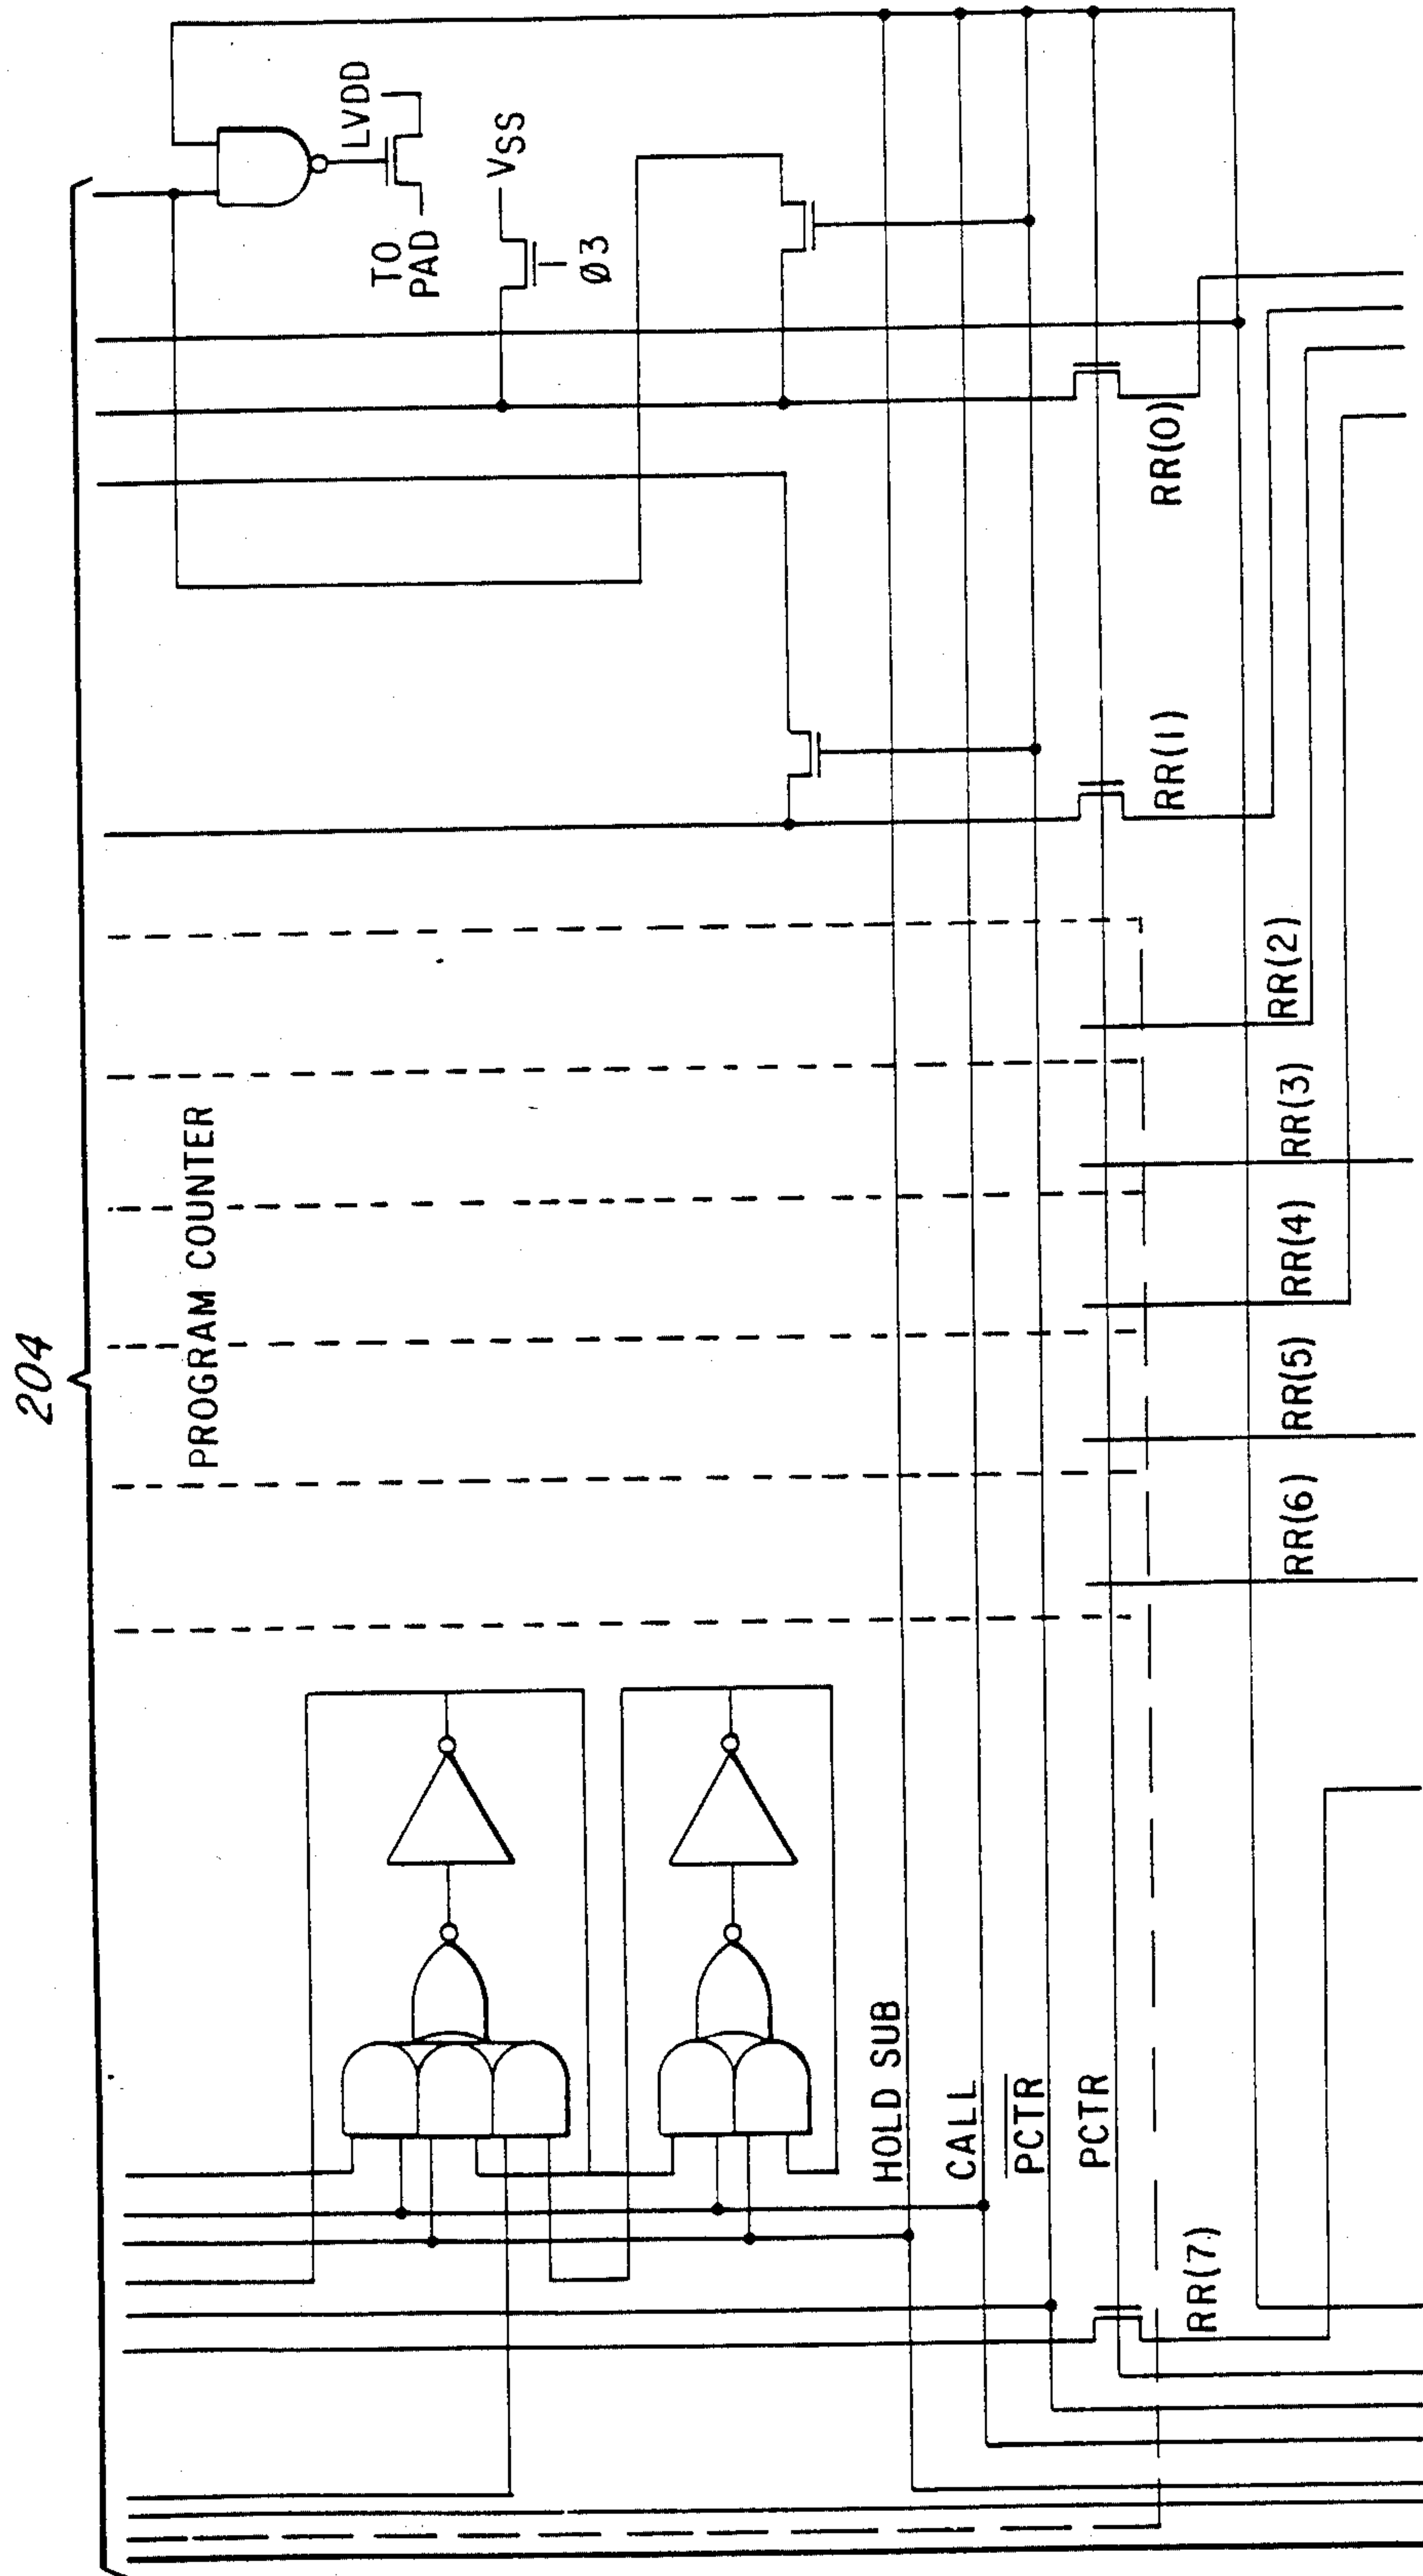 204
PROGRAM COUNTER
LVDD
TO
PAD
VSS
Ø3
HOLD SUB
CALL
PCTR
PCTR
RR(7)
RR(6)
RR(5)
RR(4)
RR(3)
RR(2)
RR(1)
RR(0)